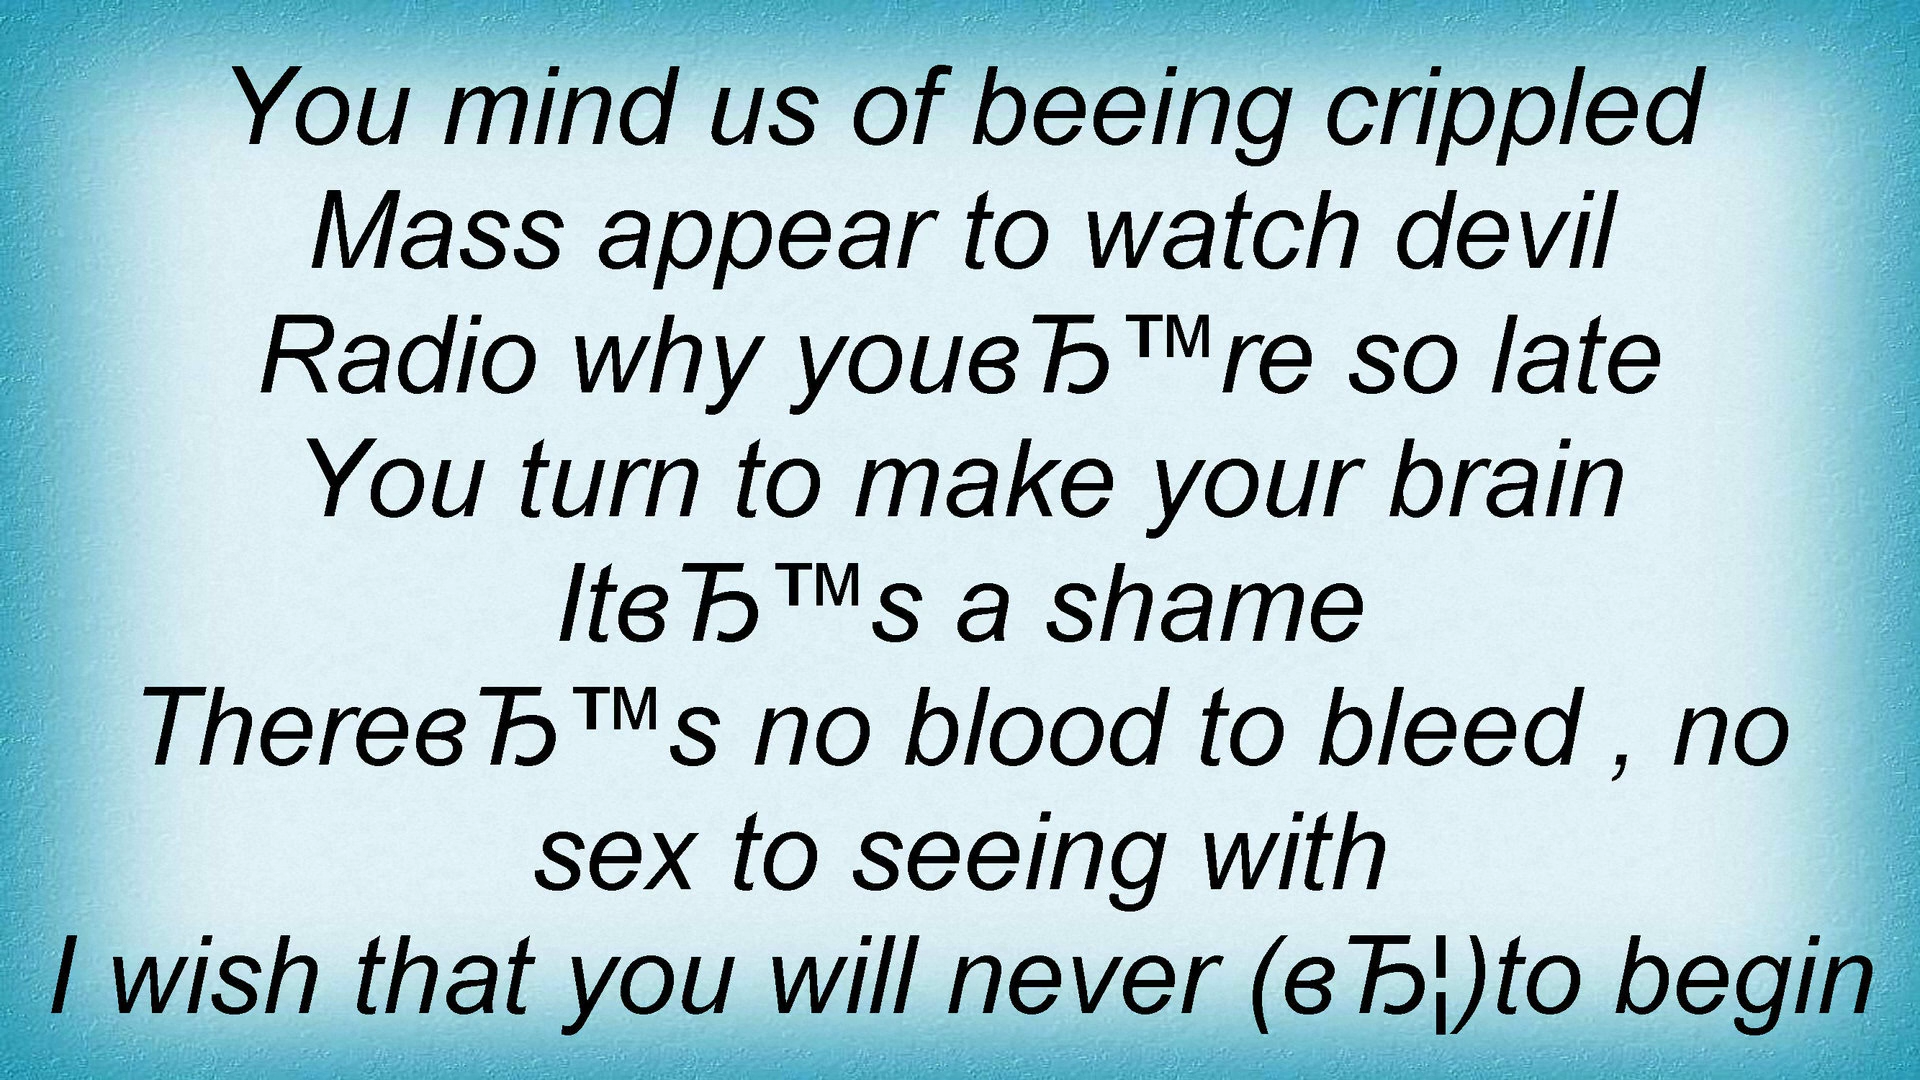 You mind us of beeing crippled
Mass appear to watch devil
Radio why youвЂ™re so late
You turn to make your brain
ItвЂ™s a shame
ThereвЂ™s no blood to bleed , no
sex to seeing with
I wish that you will never (вЂ¦)to begin